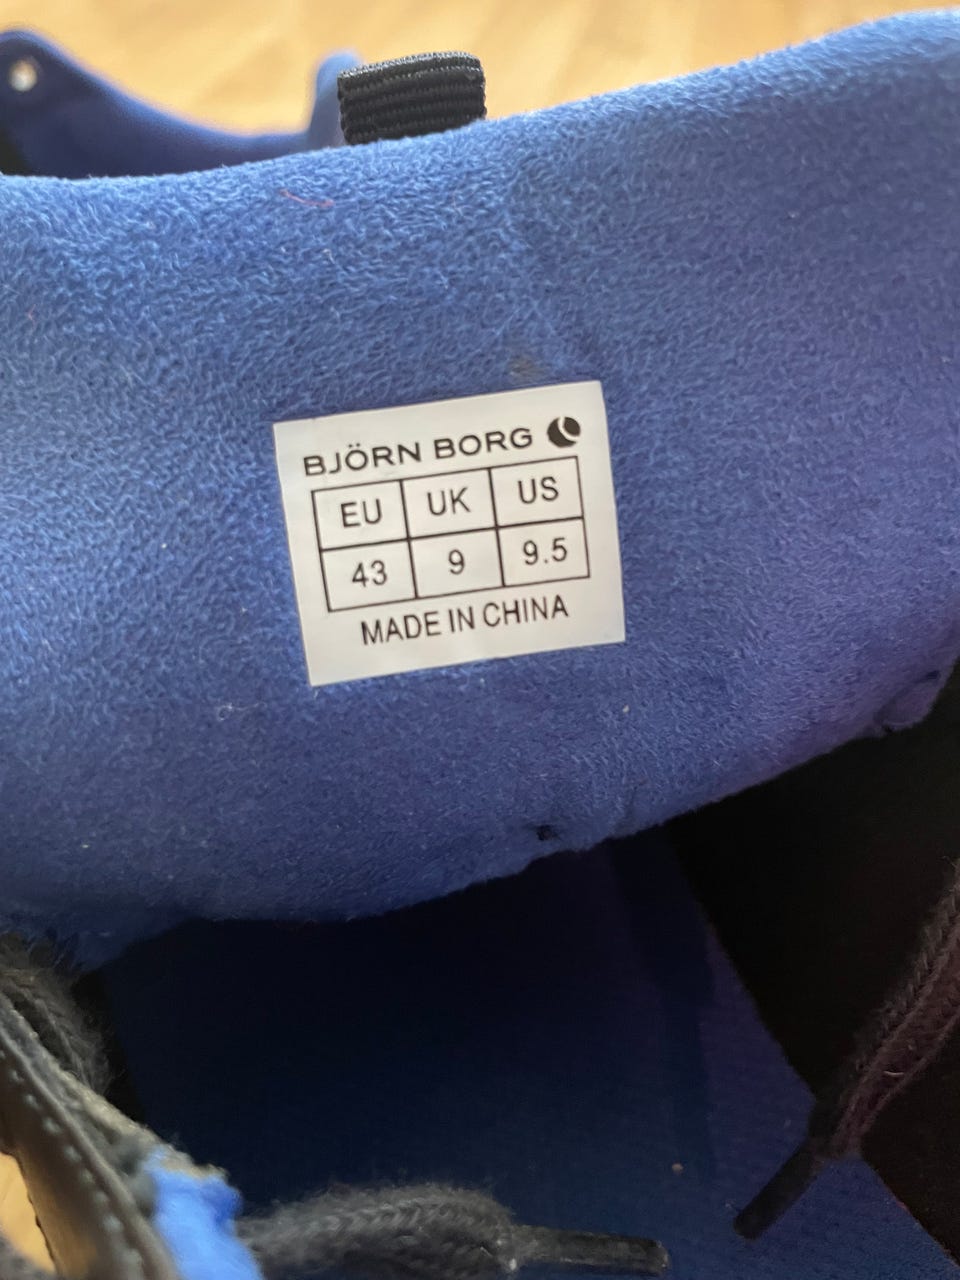 BJÖRN BORG
EU UK US
43 9 9.5
MADE IN CHINA